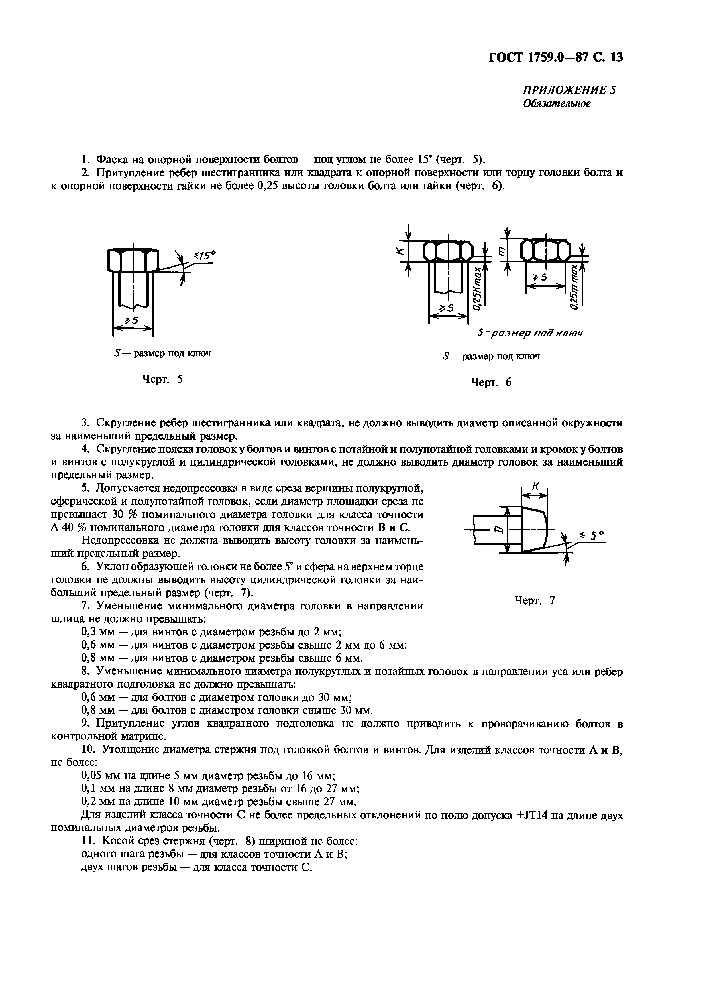 ГОСТ 1759.0—87 С. 13
ПРИЛОЖЕНИЕ 5
Обязательное
1. Фаска на опорной поверхности болтов — под углом не более 15° (черт. 5).
2. Притупление ребер шестигранника или квадрата к опорной поверхности или торцу головки болта и
к опорной поверхности гайки не более 0,25 высоты головки болта или гайки (черт. 6).
≤15°
≥S
S — размер под ключ
Черт. 5
K
0,25Kmax
≥S
m
≥S
0,25m max
S - размер под ключ
S — размер под ключ
Черт. 6
3. Скругление ребер шестигранника или квадрата, не должно выводить диаметр описанной окружности
за наименьший предельный размер.
4. Скругление пояска головок у болтов и винтов с потайной и полупотайной головками и кромок у болтов
и винтов с полукруглой и цилиндрической головками, не должно выводить диаметр головок за наименьший
предельный размер.
5. Допускается недопрессовка в виде среза вершины полукруглой,
сферической и полупотайной головок, если диаметр площадки среза не
превышает 30 % номинального диаметра головки для класса точности
А 40 % номинального диаметра головки для классов точности В и С.
Недопрессовка не должна выводить высоту головки за наимень-
ший предельный размер.
6. Уклон образующей головки не более 5° и сфера на верхнем торце
головки не должны выводить высоту цилиндрической головки за наи-
больший предельный размер (черт. 7).
7. Уменьшение минимального диаметра головки в направлении
шлица не должно превышать:
K
D
≤ 5°
Черт. 7
0,3 мм — для винтов с диаметром резьбы до 2 мм;
0,6 мм — для винтов с диаметром резьбы свыше 2 мм до 6 мм;
0,8 мм — для винтов с диаметром резьбы свыше 6 мм.
8. Уменьшение минимального диаметра полукруглых и потайных головок в направлении уса или ребер
квадратного подголовка не должно превышать:
0,6 мм — для болтов с диаметром головки до 30 мм;
0,8 мм — для болтов с диаметром головки свыше 30 мм.
9. Притупление углов квадратного подголовка не должно приводить к проворачиванию болтов в
контрольной матрице.
10. Утолщение диаметра стержня под головкой болтов и винтов. Для изделий классов точности А и В,
не более:
0,05 мм на длине 5 мм диаметр резьбы до 16 мм;
0,1 мм на длине 8 мм диаметр резьбы от 16 до 27 мм;
0,2 мм на длине 10 мм диаметр резьбы свыше 27 мм.
Для изделий класса точности С не более предельных отклонений по полю допуска +JT14 на длине двух
номинальных диаметров резьбы.
11. Косой срез стержня (черт. 8) шириной не более:
одного шага резьбы — для классов точности А и В;
двух шагов резьбы — для класса точности С.